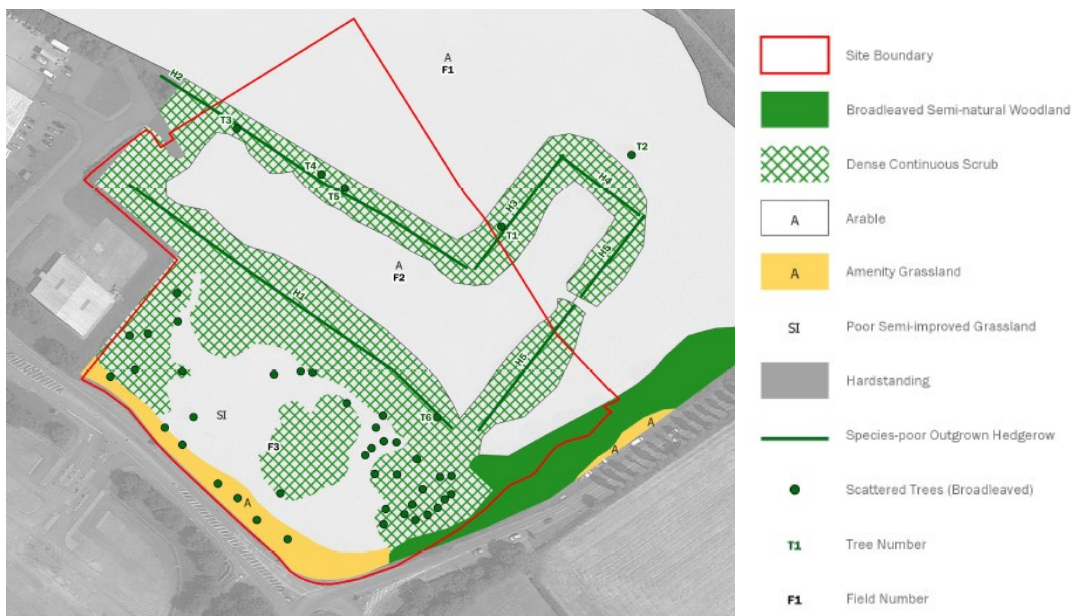 A
F1
H2
T3
T4
T5
T2
H4
H3
T1
A
F2
H5
H1
H5
T6
SI
F3
A
A
A
Site Boundary
Broadleaved Semi-natural Woodland
Dense Continuous Scrub
A
Arable
A
Amenity Grassland
SI
Poor Semi-improved Grassland
Hardstanding
Species-poor Outgrown Hedgerow
Scattered Trees (Broadleaved)
T1
Tree Number
F1
Field Number